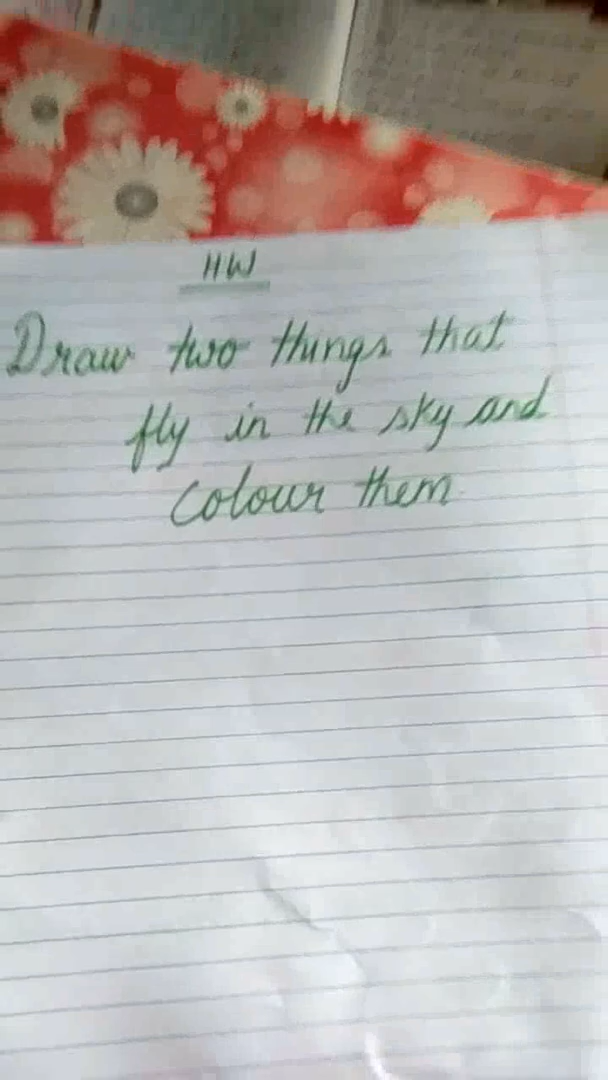 HW
Draw two things that
fly in the sky and
colour them